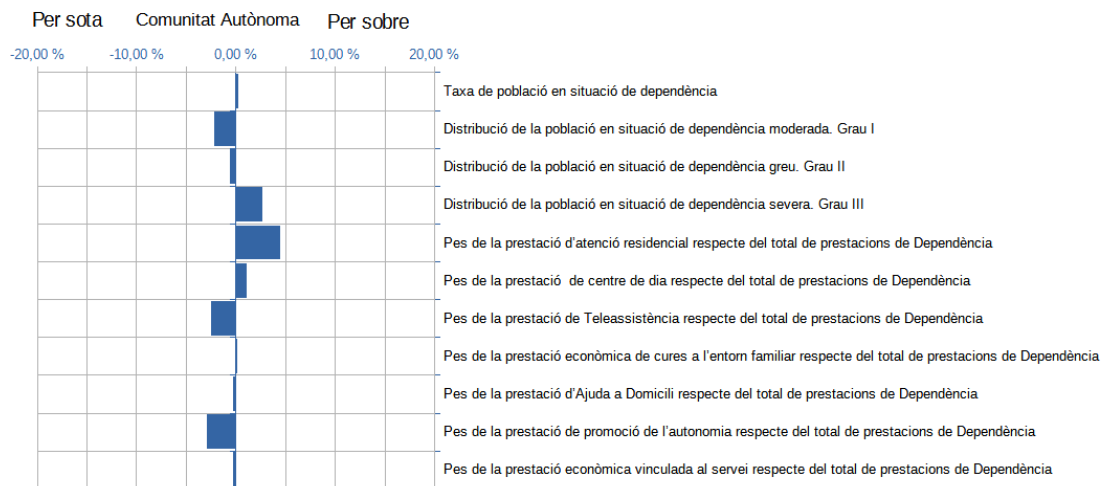 Per sota Comunitat Autònoma Per sobre
-20,00 % -10,00 % 0,00 % 10,00 % 20,00 %
Taxa de població en situació de dependència
Distribució de la població en situació de dependència moderada. Grau I
Distribució de la població en situació de dependència greu. Grau II
Distribució de la població en situació de dependència severa. Grau III
Pes de la prestació d’atenció residencial respecte del total de prestacions de Dependència
Pes de la prestació  de centre de dia respecte del total de prestacions de Dependència
Pes de la prestació de Teleassistència respecte del total de prestacions de Dependència
Pes de la prestació econòmica de cures a l’entorn familiar respecte del total de prestacions de Dependència
Pes de la prestació d’Ajuda a Domicili respecte del total de prestacions de Dependència
Pes de la prestació de promoció de l’autonomia respecte del total de prestacions de Dependència
Pes de la prestació econòmica vinculada al servei respecte del total de prestacions de Dependència